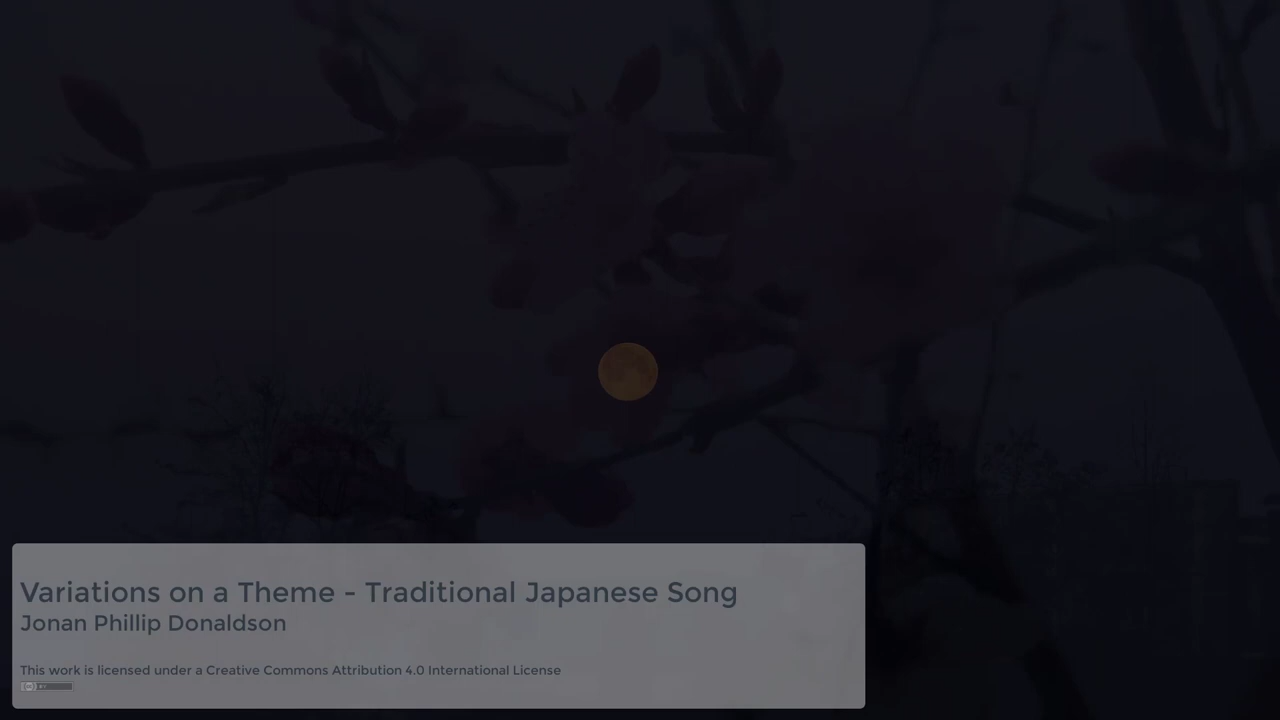 Variations on a Theme - Traditional Japanese Song
Jonan Phillip Donaldson
This work is licensed under a Creative Commons Attribution 4.0 International License